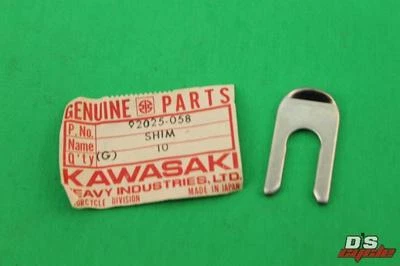 GENUINE PARTS
P.No. 92025-058
Name SHIM
Q'ty (G) 10
KAWASAKI
HEAVY INDUSTRIES, LTD.
MOTORCYCLE DIVISION MADE IN JAPAN
D'S
cycle